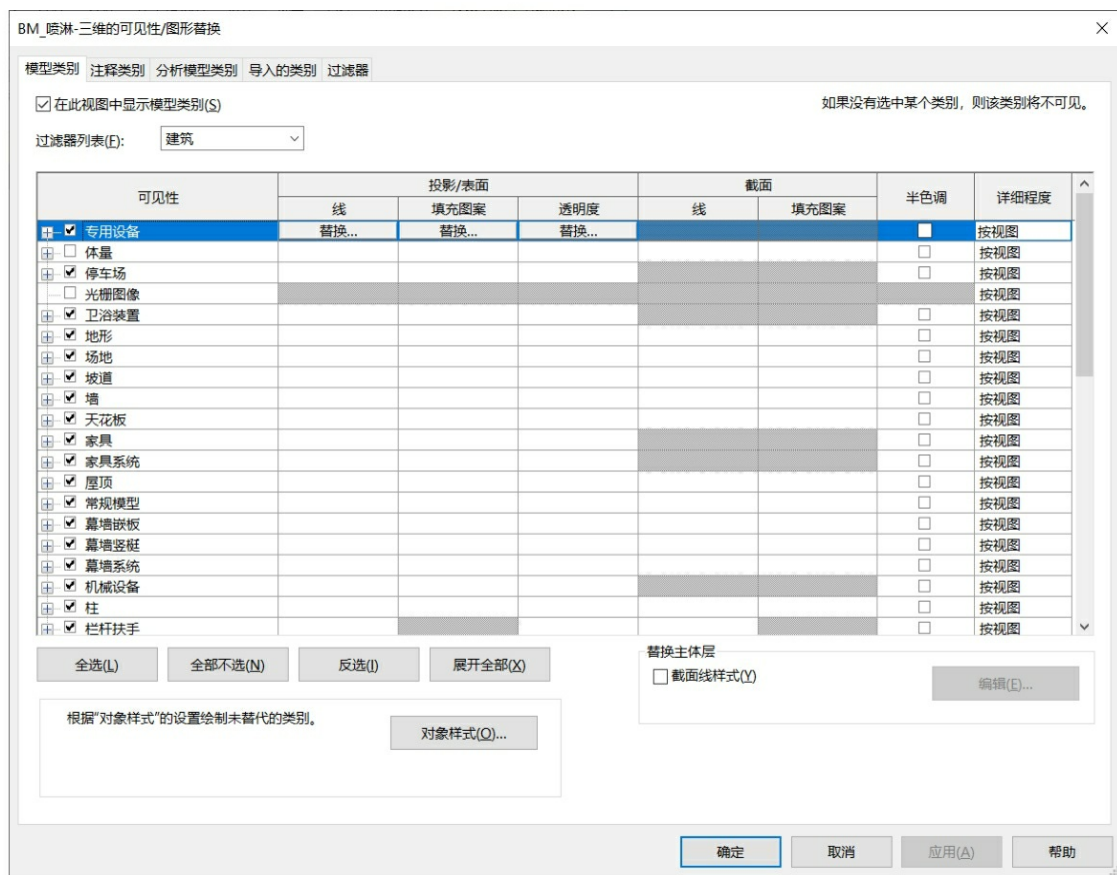 BM_喷淋-三维的可见性/图形替换
模型类别 注释类别 分析模型类别 导入的类别 过滤器
在此视图中显示模型类别(S) 如果没有选中某个类别，则该类别将不可见。
过滤器列表(F): 建筑
可见性 投影/表面 截面 半色调 详细程度
线 填充图案 透明度 线 填充图案
专用设备 替换... 替换... 替换... 按视图
体量 按视图
停车场 按视图
光栅图像 按视图
卫浴装置 按视图
地形 按视图
场地 按视图
坡道 按视图
墙 按视图
天花板 按视图
家具 按视图
家具系统 按视图
屋顶 按视图
常规模型 按视图
幕墙嵌板 按视图
幕墙竖梃 按视图
幕墙系统 按视图
机械设备 按视图
柱 按视图
栏杆扶手 按视图
全选(L) 全部不选(N) 反选(I) 展开全部(X)
替换主体层
截面线样式(Y) 编辑(E)...
根据"对象样式"的设置绘制未替代的类别。
对象样式(O)...
确定 取消 应用(A) 帮助